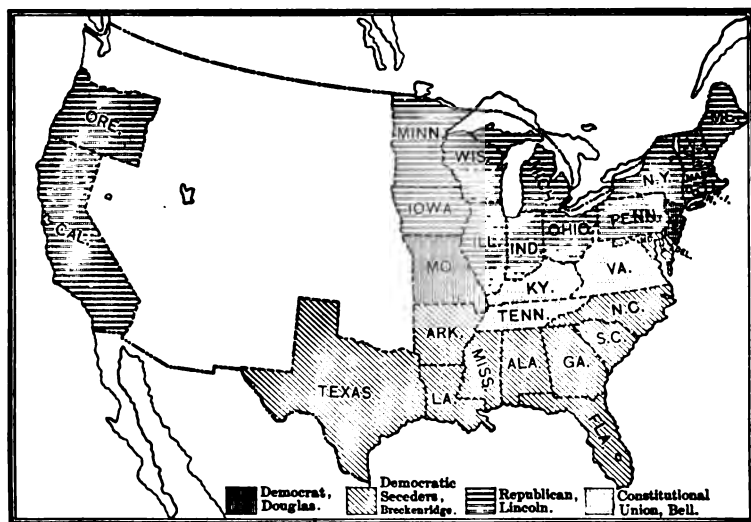 ORE.
CAL.
MINN.
WIS.
IOWA
MO.
ILL.
IND.
OHIO.
PENN.
N.Y.
ME.
KY.
VA.
TENN.
N.C.
S.C.
ARK.
MISS.
ALA.
GA.
LA.
TEXAS
FLA.
DEL.
N.J.
Democrat,
Douglas.
Democratic
Seceders,
Breckenridge.
Republican,
Lincoln.
Constitutional
Union, Bell.